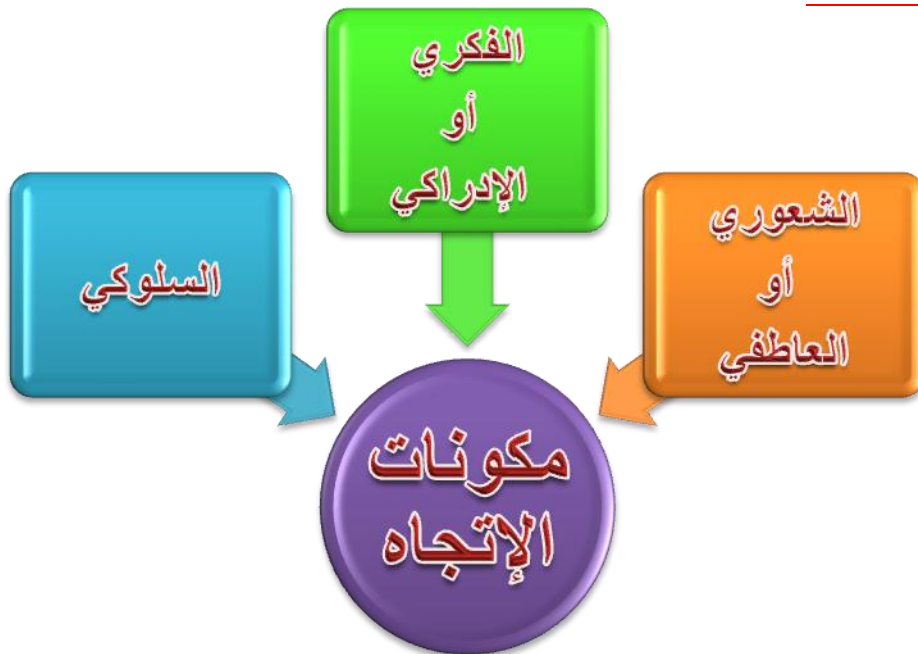 الشعوري
أو
العاطفي
الفكري
أو
الإدراكي
السلوكي
مكونات
الإتجاه